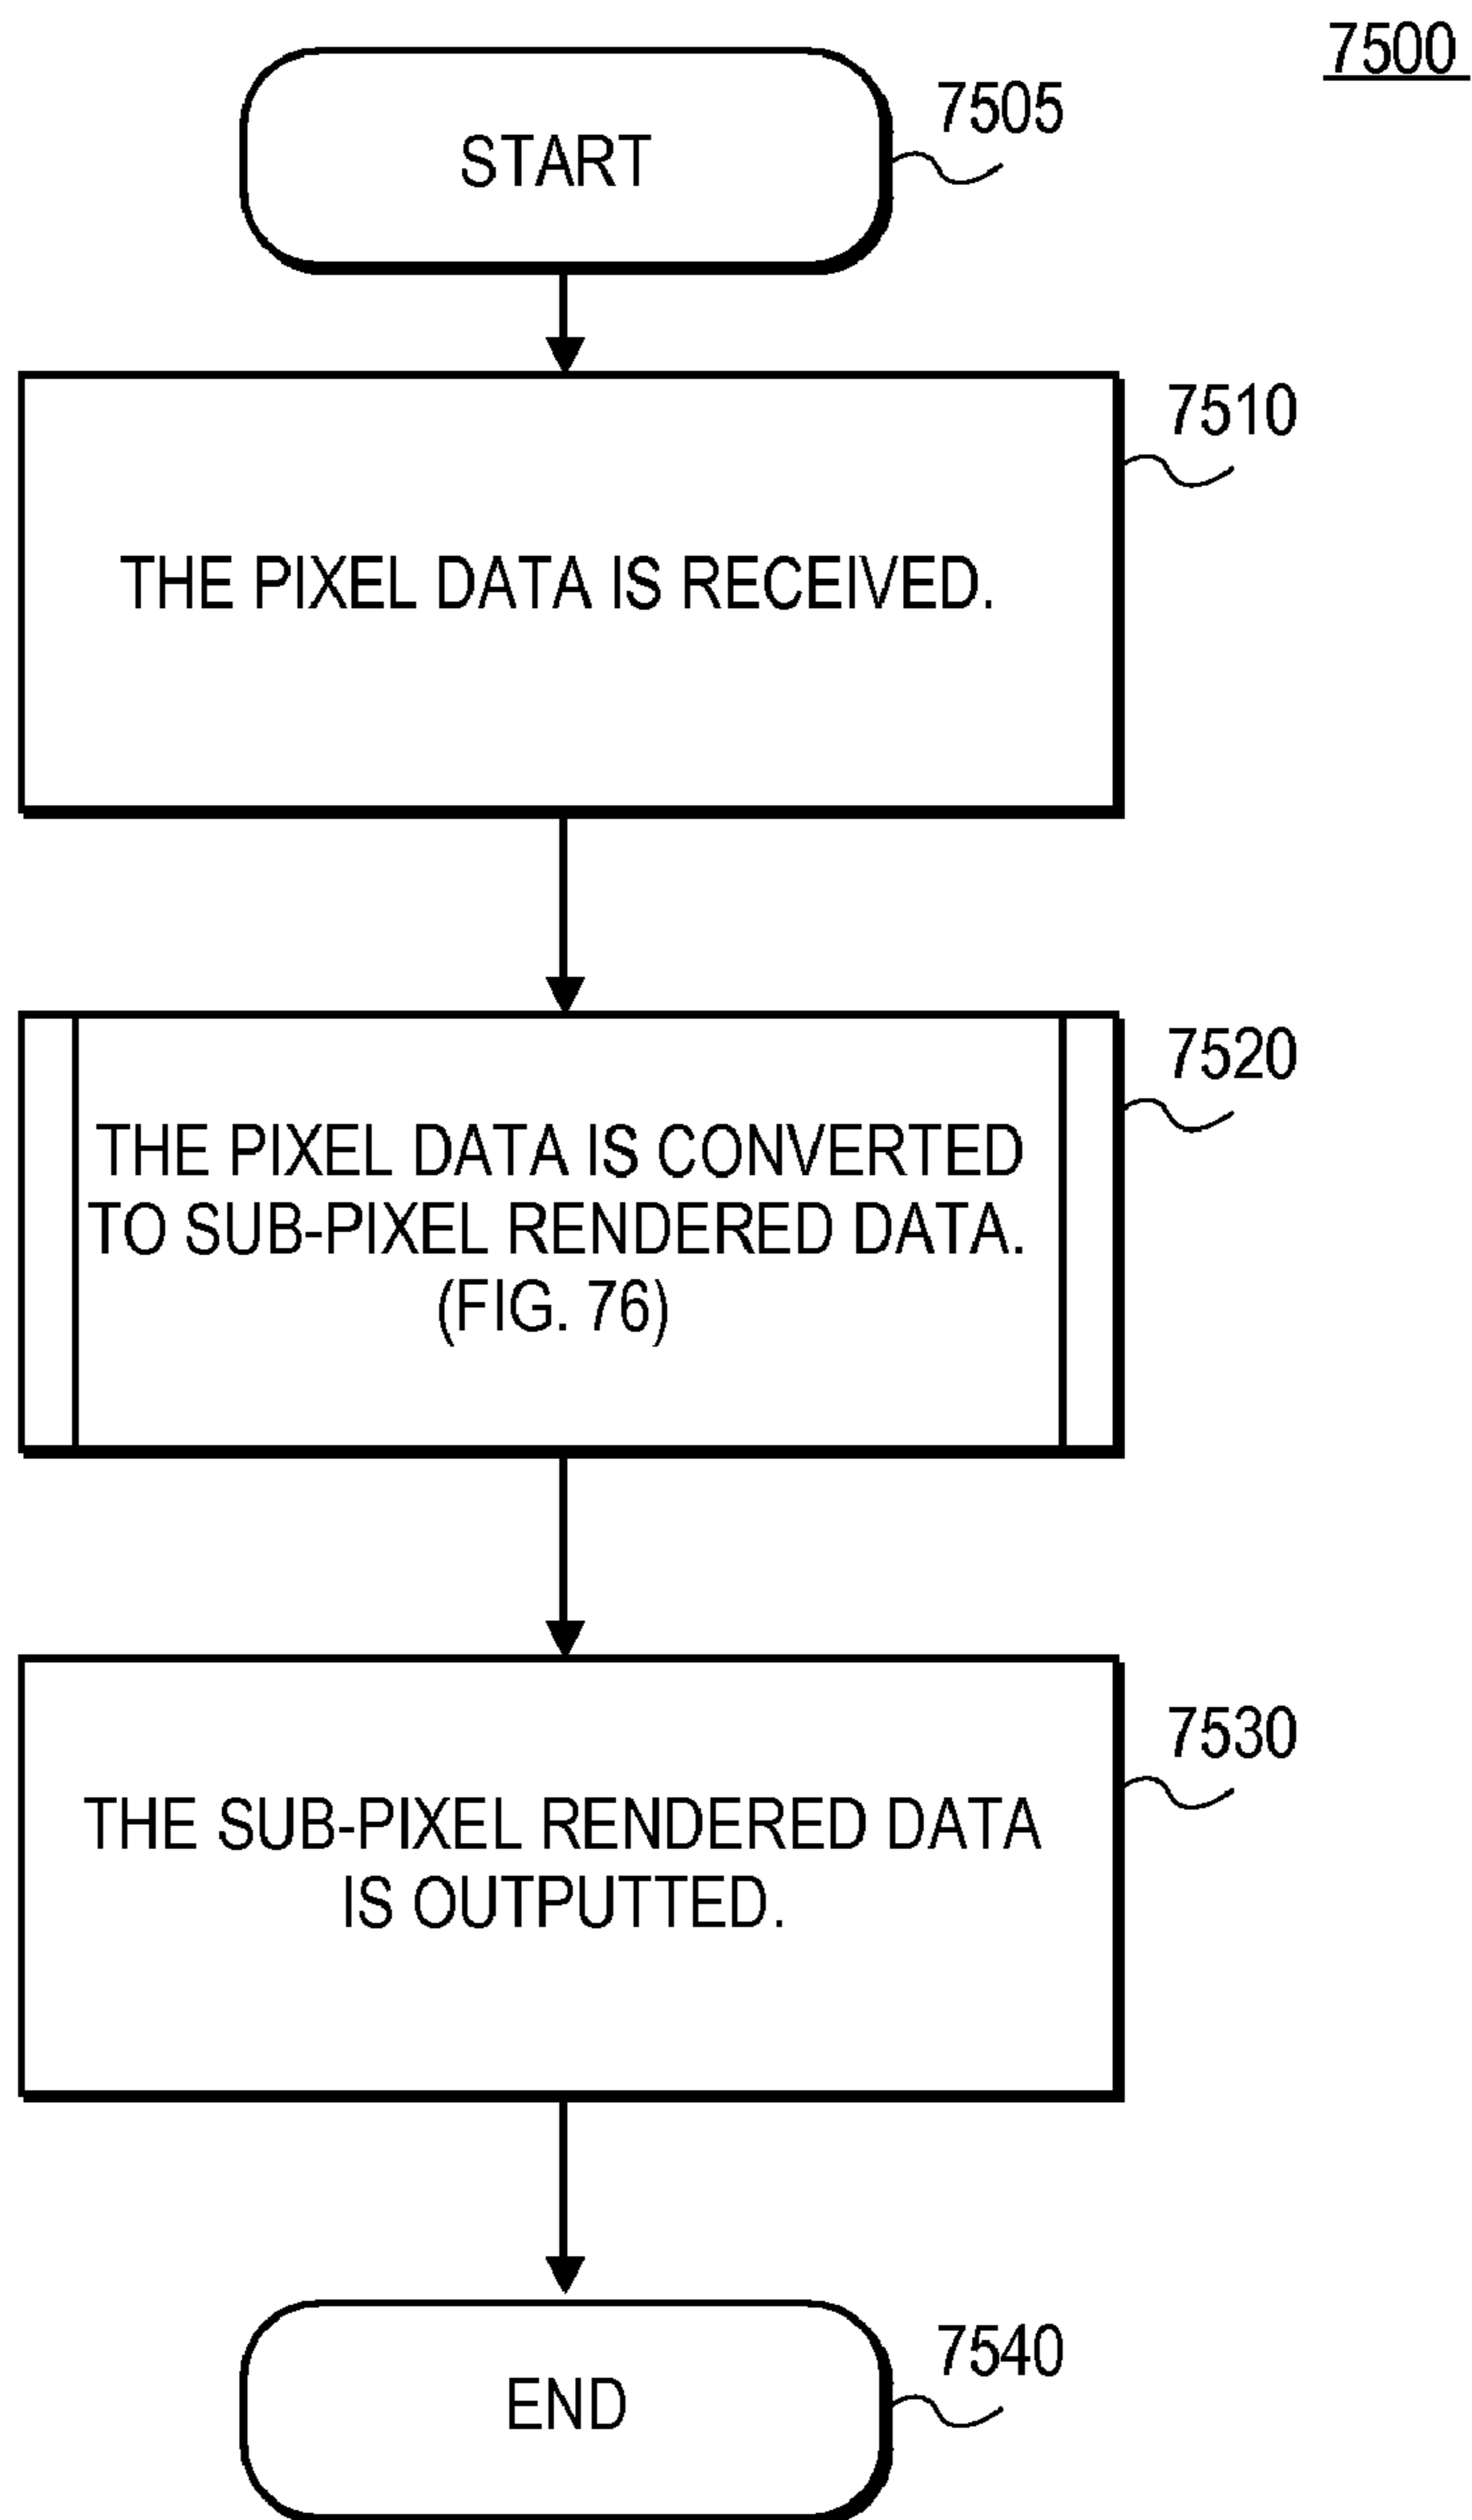 7500
7505
START
7510
THE PIXEL DATA IS RECEIVED.
7520
THE PIXEL DATA IS CONVERTED
TO SUB-PIXEL RENDERED DATA.
(FIG. 76)
7530
THE SUB-PIXEL RENDERED DATA
IS OUTPUTTED.
7540
END